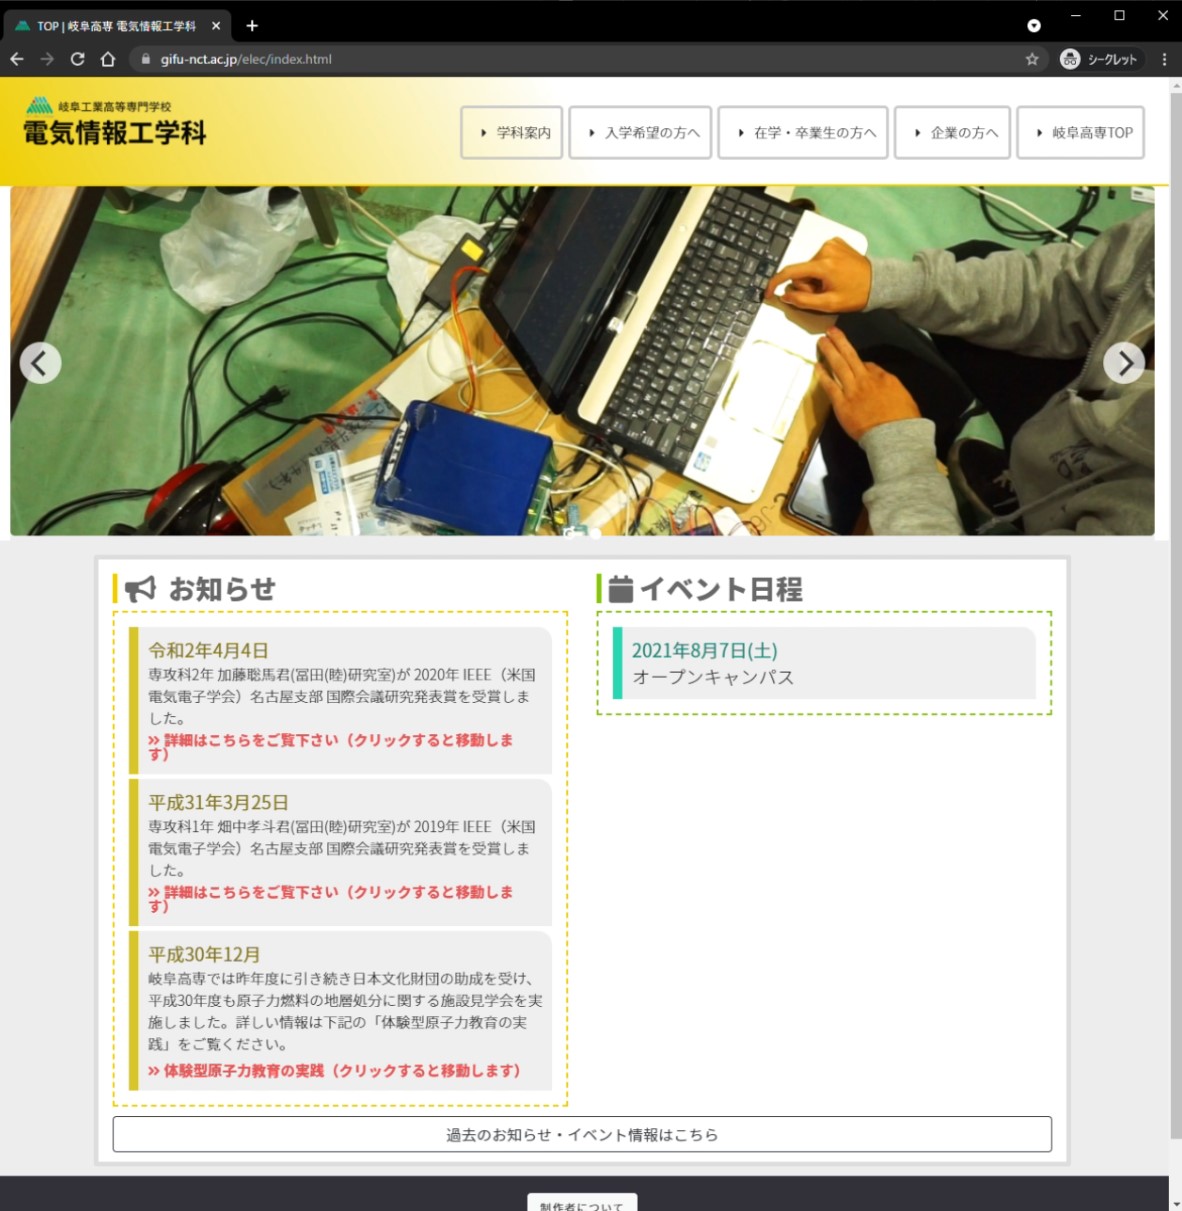 TOP | 岐阜高専 電気情報工学科
gifu-nct.ac.jp/elec/index.html
シークレット
岐阜工業高等専門学校
電気情報工学科
学科案内
入学希望の方へ
在学・卒業生の方へ
企業の方へ
岐阜高専TOP
お知らせ
令和2年4月4日
専攻科2年 加藤聡馬君(冨田(睦)研究室)が 2020年 IEEE（米国
電気電子学会）名古屋支部 国際会議研究発表賞を受賞しま
した。
» 詳細はこちらをご覧下さい（クリックすると移動しま
す）
平成31年3月25日
専攻科1年 畑中孝斗君(冨田(睦)研究室)が 2019年 IEEE（米国
電気電子学会）名古屋支部 国際会議研究発表賞を受賞しま
した。
» 詳細はこちらをご覧下さい（クリックすると移動しま
す）
平成30年12月
岐阜高専では昨年度に引き続き日本文化財団の助成を受け、
平成30年度も原子力燃料の地層処分に関する施設見学会を実
施しました。詳しい情報は下記の「体験型原子力教育の実
践」をご覧ください。
» 体験型原子力教育の実践（クリックすると移動します）
イベント日程
2021年8月7日(土)
オープンキャンパス
過去のお知らせ・イベント情報はこちら
制作者について